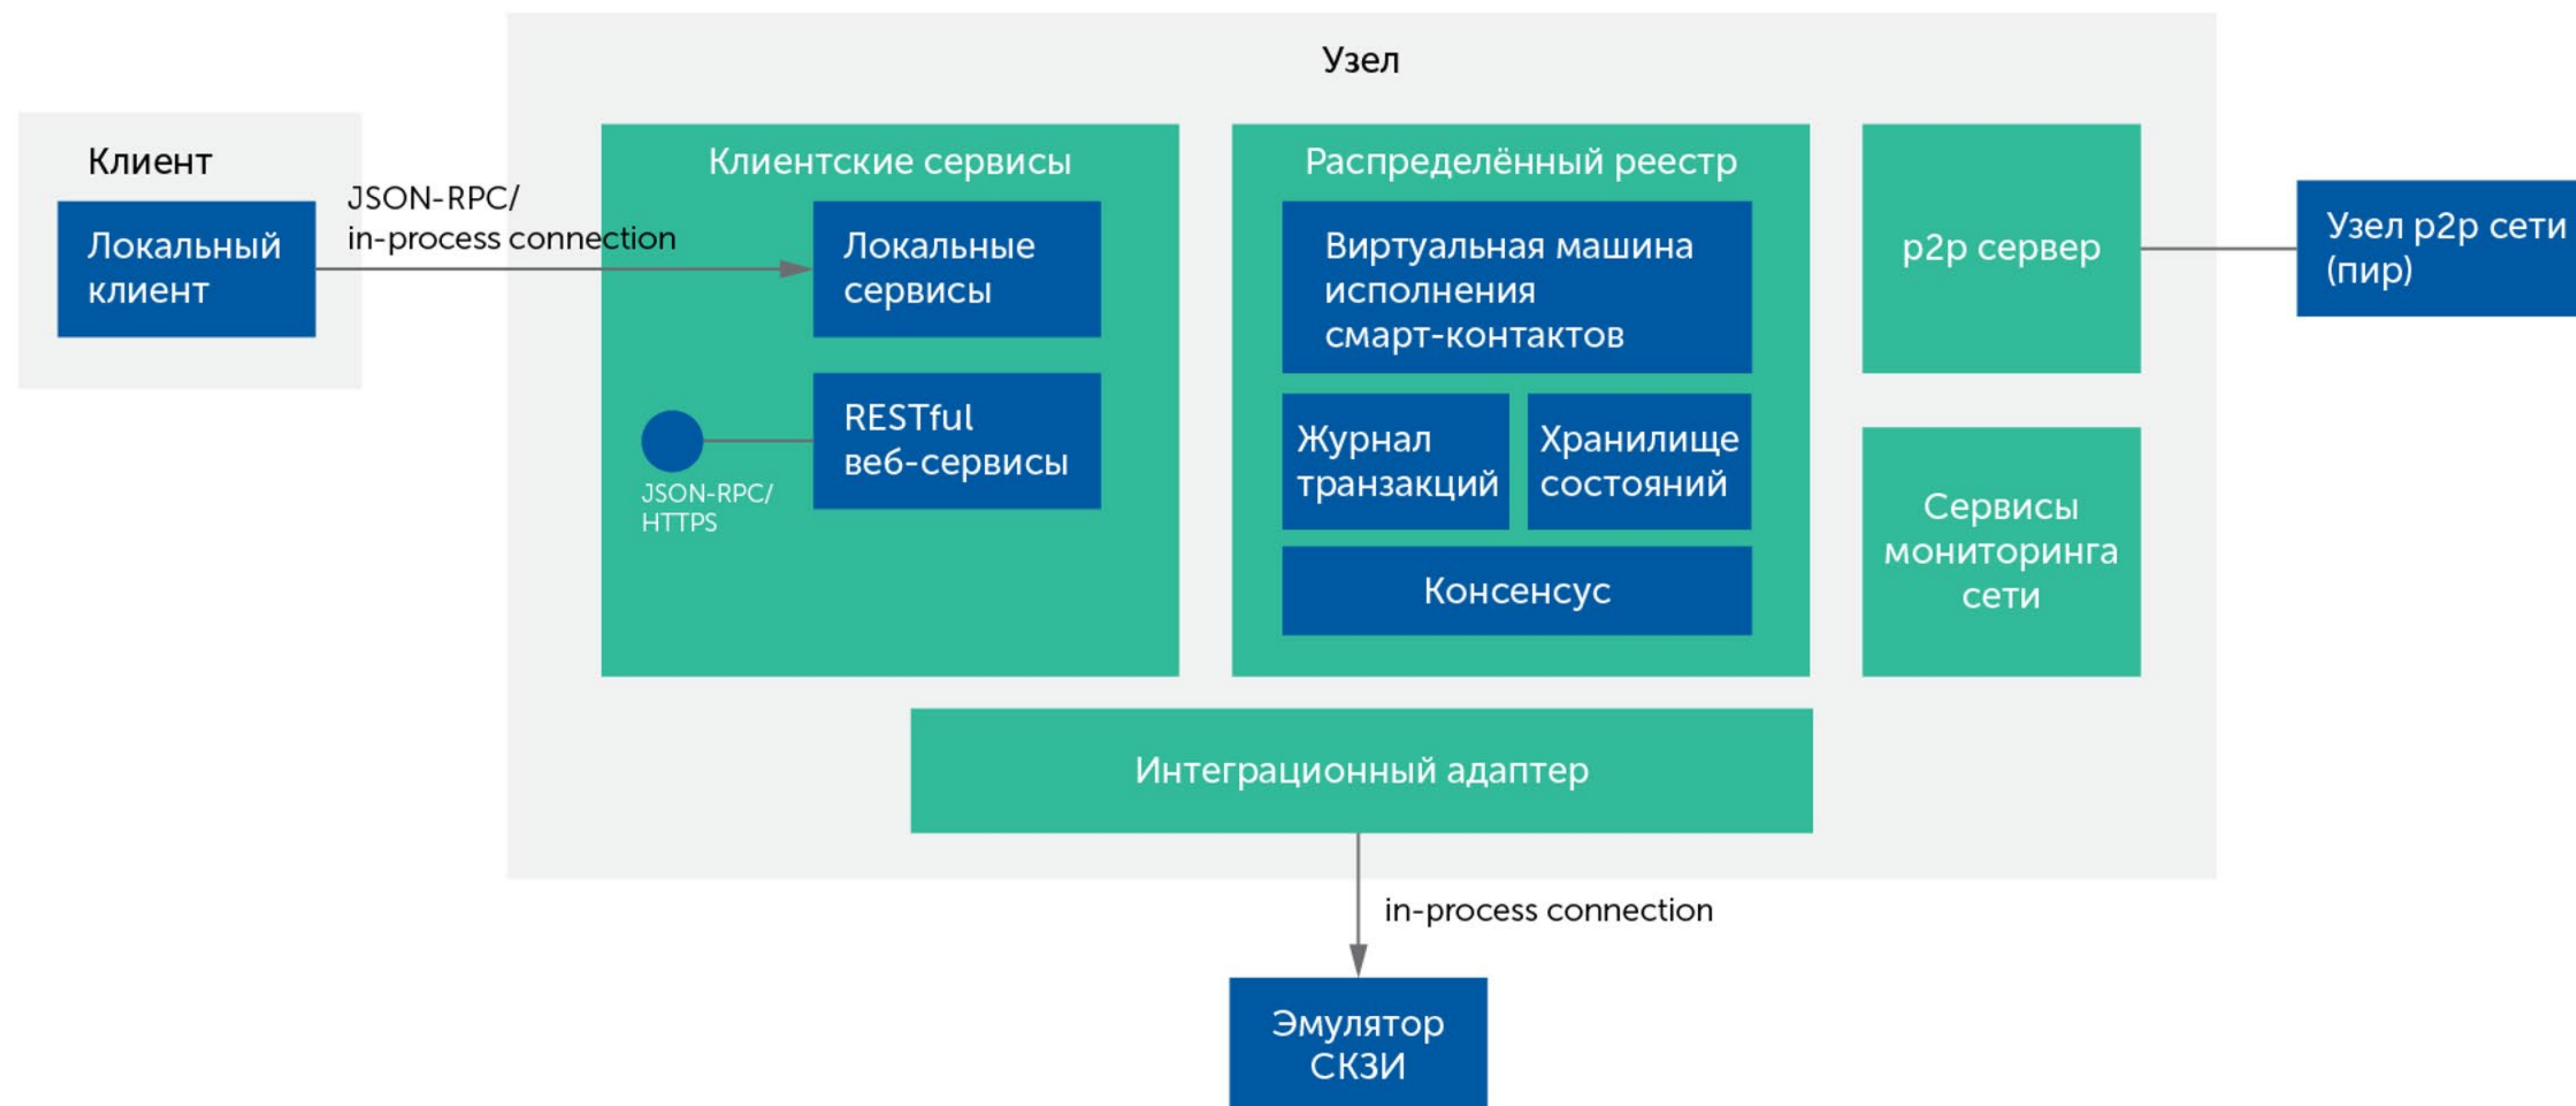 Узел
Клиент
Локальный
клиент
JSON-RPC/
in-process connection
Клиентские сервисы
Локальные
сервисы
RESTful
веб-сервисы
JSON-RPC/
HTTPS
Распределённый реестр
Виртуальная машина
исполнения
смарт-контактов
Журнал
транзакций
Хранилище
состояний
Консенсус
p2p сервер
Сервисы
мониторинга
сети
Узел p2p сети
(пир)
Интеграционный адаптер
in-process connection
Эмулятор
СКЗИ